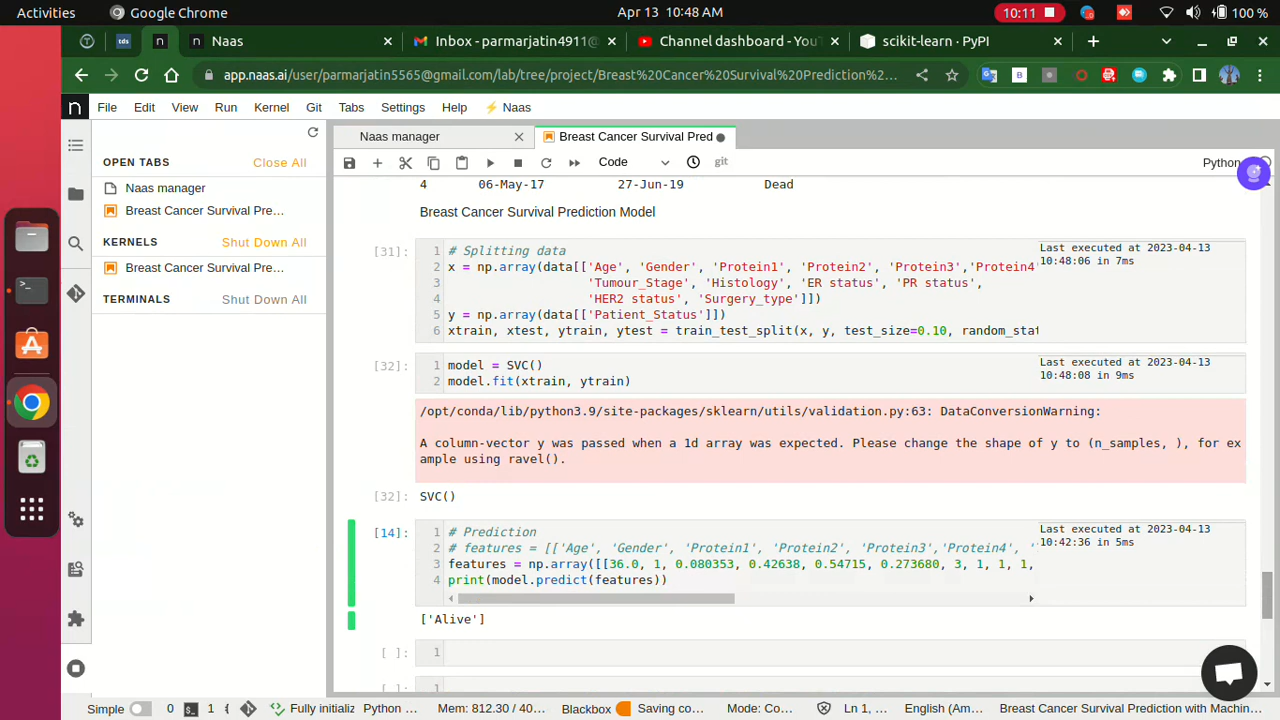 Activities
Google Chrome
Apr 13 10:48 AM
10:11
100 %
tds
n
n Naas
Inbox - parmarjatin4911@
Channel dashboard - You
scikit-learn · PyPI
app.naas.ai/user/parmarjatin5565@gmail.com/lab/tree/project/Breast%20Cancer%20Survival%20Prediction%...
File Edit View Run Kernel Git Tabs Settings Help Naas
OPEN TABS Close All
Naas manager
Breast Cancer Survival Pre…
KERNELS Shut Down All
Breast Cancer Survival Pre…
TERMINALS Shut Down All
Naas manager
Breast Cancer Survival Pred
Code
git
Python
4 06-May-17 27-Jun-19 Dead
Breast Cancer Survival Prediction Model
[31]:
1 # Splitting data
2 x = np.array(data[['Age', 'Gender', 'Protein1', 'Protein2', 'Protein3','Protein4'
3 'Tumour_Stage', 'Histology', 'ER status', 'PR status',
4 'HER2 status', 'Surgery_type']])
5 y = np.array(data[['Patient_Status']])
6 xtrain, xtest, ytrain, ytest = train_test_split(x, y, test_size=0.10, random_stat
Last executed at 2023-04-13
10:48:06 in 7ms
[32]:
1 model = SVC()
2 model.fit(xtrain, ytrain)
Last executed at 2023-04-13
10:48:08 in 9ms
/opt/conda/lib/python3.9/site-packages/sklearn/utils/validation.py:63: DataConversionWarning:
A column-vector y was passed when a 1d array was expected. Please change the shape of y to (n_samples, ), for ex
ample using ravel().
[32]: SVC()
[14]:
1 # Prediction
2 # features = [['Age', 'Gender', 'Protein1', 'Protein2', 'Protein3','Protein4',
3 features = np.array([[36.0, 1, 0.080353, 0.42638, 0.54715, 0.273680, 3, 1, 1, 1,
4 print(model.predict(features))
Last executed at 2023-04-13
10:42:36 in 5ms
['Alive']
[ ]: 1
[ ]: 1
Simple 0 1 Fully initializ Python … Mem: 812.30 / 40… Blackbox Saving co… Mode: Co… Ln 1, … English (Am… Breast Cancer Survival Prediction with Machin…